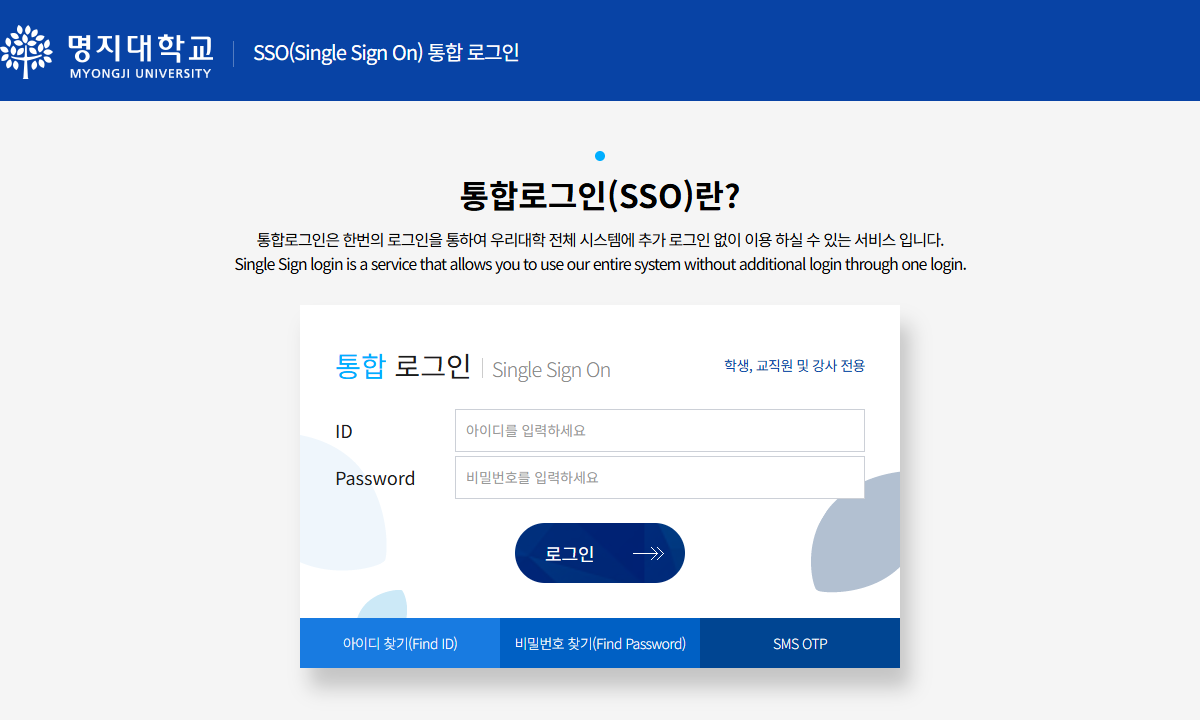 명지대학교
MYONGJI UNIVERSITY
SSO(Single Sign On) 통합 로그인
통합로그인(SSO)란?
통합로그인은 한번의 로그인을 통하여 우리대학 전체 시스템에 추가 로그인 없이 이용 하실 수 있는 서비스 입니다.
Single Sign login is a service that allows you to use our entire system without additional login through one login.
통합 로그인 Single Sign On
학생, 교직원 및 강사 전용
ID
아이디를 입력하세요
Password
비밀번호를 입력하세요
로그인
아이디 찾기(Find ID)
비밀번호 찾기(Find Password)
SMS OTP